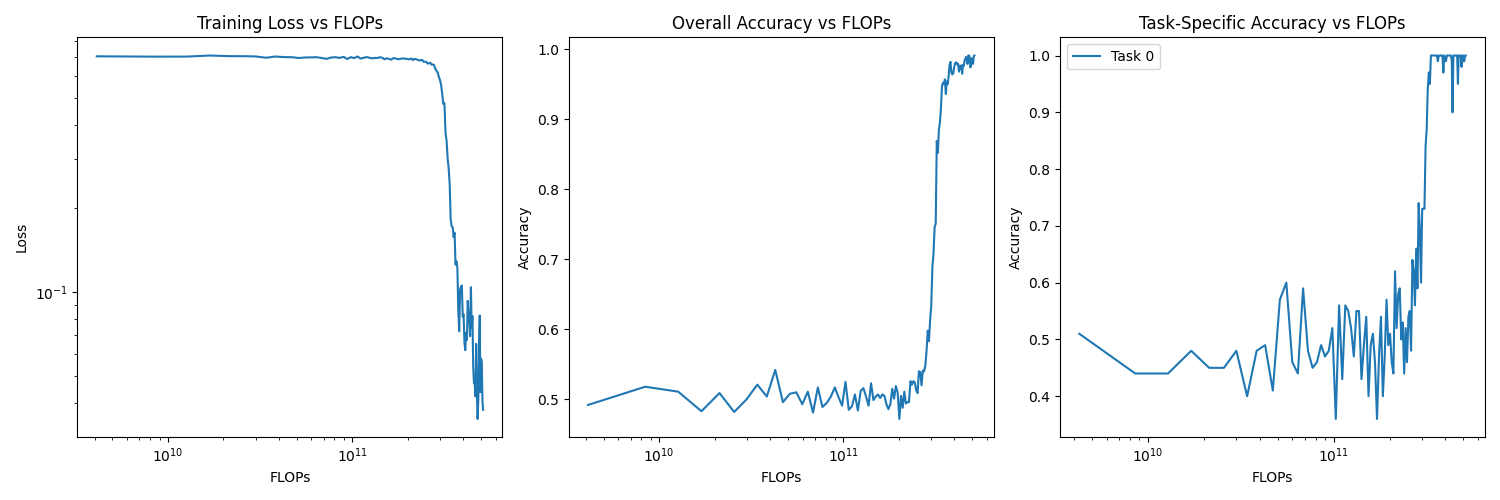 Training Loss vs FLOPs
Loss
10⁻¹
10¹⁰
10¹¹
FLOPs
Overall Accuracy vs FLOPs
Accuracy
1.0
0.9
0.8
0.7
0.6
0.5
10¹⁰
10¹¹
FLOPs
Task-Specific Accuracy vs FLOPs
Task 0
Accuracy
1.0
0.9
0.8
0.7
0.6
0.5
0.4
10¹⁰
10¹¹
FLOPs